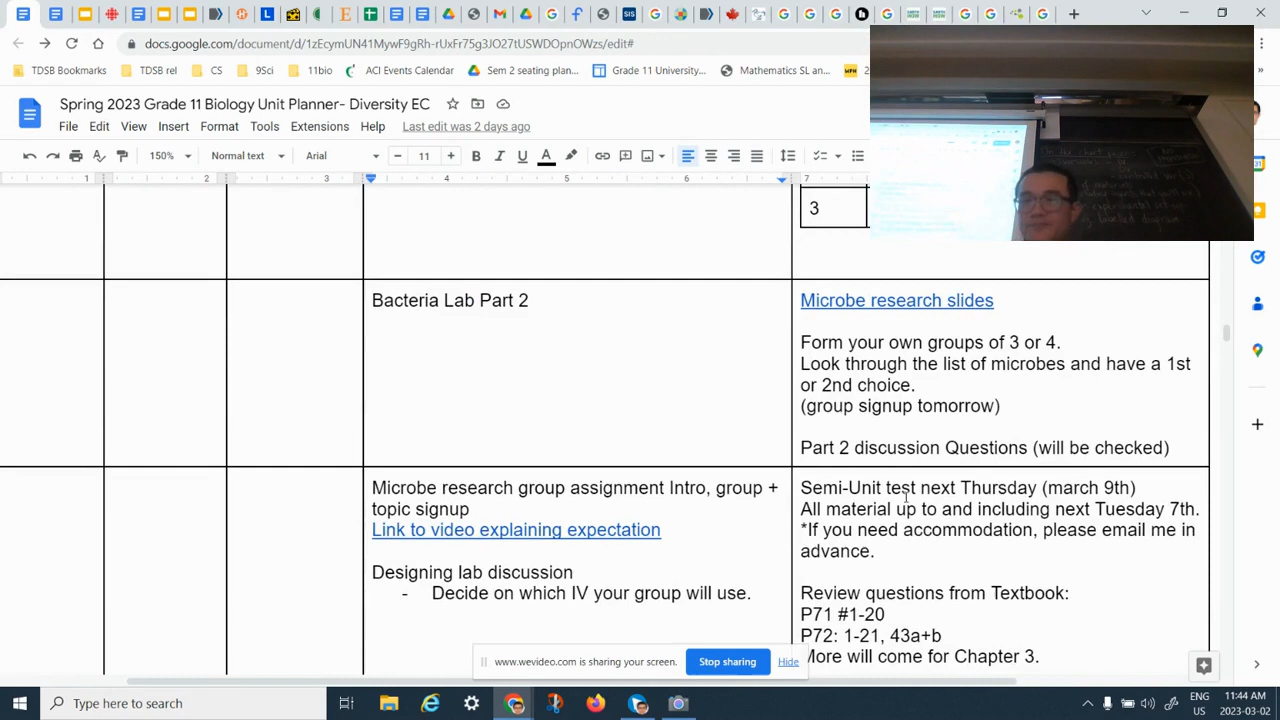 docs.google.com/document/d/1zEcymUN41MywF9gRh-rUxFr75g3JO27tUSWDOpnOWzs/edit#
TDSB Bookmarks
TDSB rel
CS
9Sci
11bio
ACI Events Calendar
Sem 2 seating plan...
Grade 11 University...
Mathematics SL an...
Spring 2023 Grade 11 Biology Unit Planner- Diversity EC
File Edit View Insert Format Tools Extensions Help Last edit was 2 days ago
150% Normal text Arial 11
1 2 3 4 5 6 7
3
Bacteria Lab Part 2
Microbe research slides
Form your own groups of 3 or 4.
Look through the list of microbes and have a 1st
or 2nd choice.
(group signup tomorrow)
Part 2 discussion Questions (will be checked)
Microbe research group assignment Intro, group +
topic signup
Link to video explaining expectation
Designing lab discussion
- Decide on which IV your group will use.
Semi-Unit test next Thursday (march 9th)
All material up to and including next Tuesday 7th.
*If you need accommodation, please email me in
advance.
Review questions from Textbook:
P71 #1-20
P72: 1-21, 43a+b
More will come for Chapter 3.
www.wevideo.com is sharing your screen.
Stop sharing
Hide
Type here to search
ENG
US
11:44 AM
2023-03-02